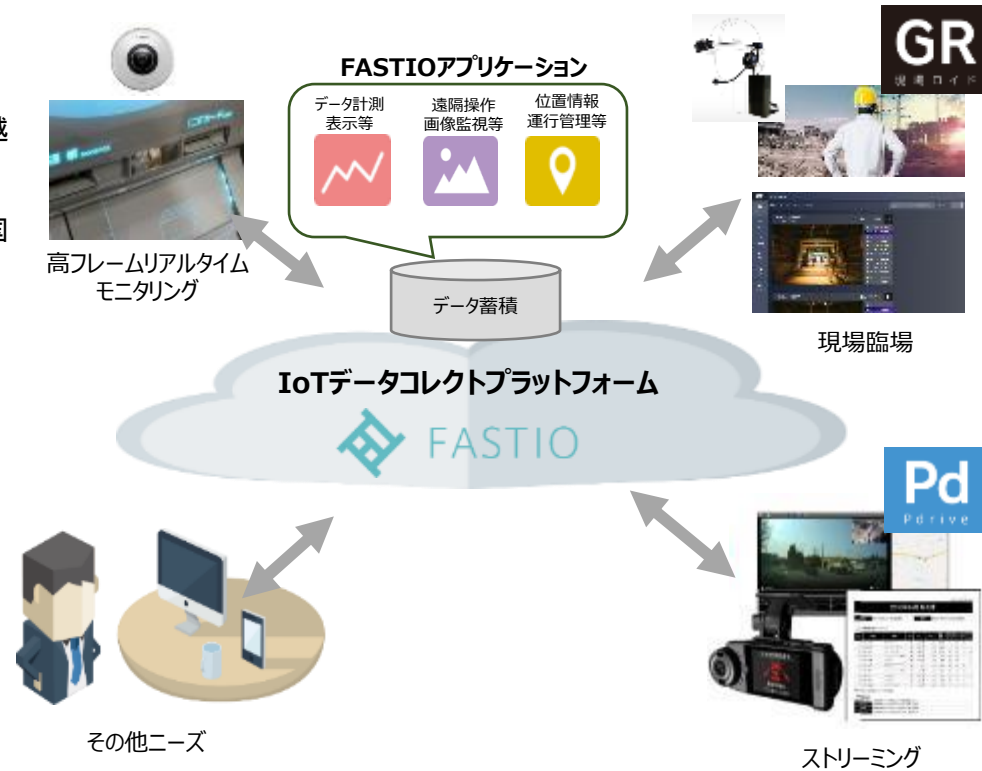 FASTIOアプリケーション
データ計測
表示等
遠隔操作
画像監視等
位置情報
運行管理等
GR
現場ロイド
高フレームリアルタイム
モニタリング
データ蓄積
現場臨場
IoTデータコレクトプラットフォーム
FASTIO
Pd
Pdrive
その他ニーズ
ストリーミング